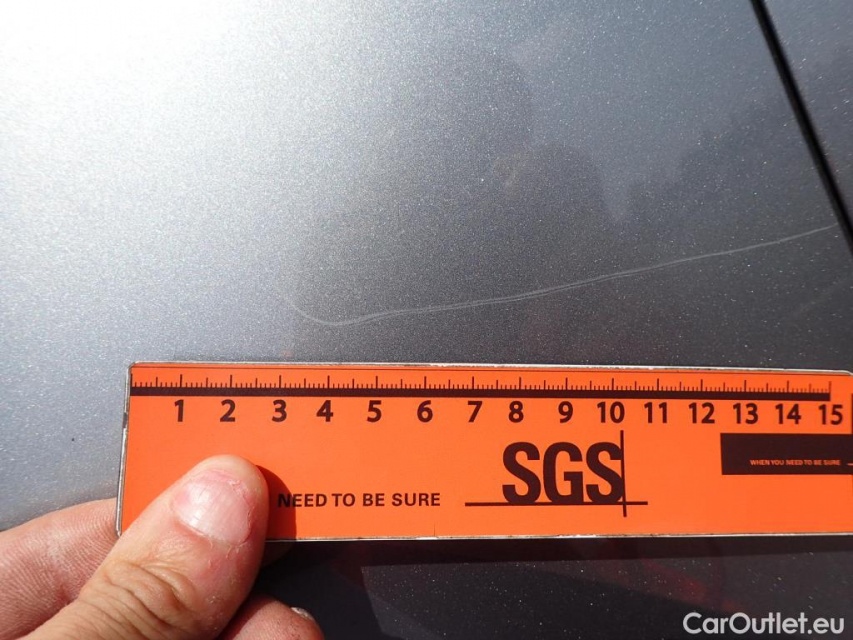 1 2 3 4 5 6 7 8 9 10 11 12 13 14 15
SGS
WHEN YOU NEED TO BE SURE
NEED TO BE SURE
CarOutlet.eu